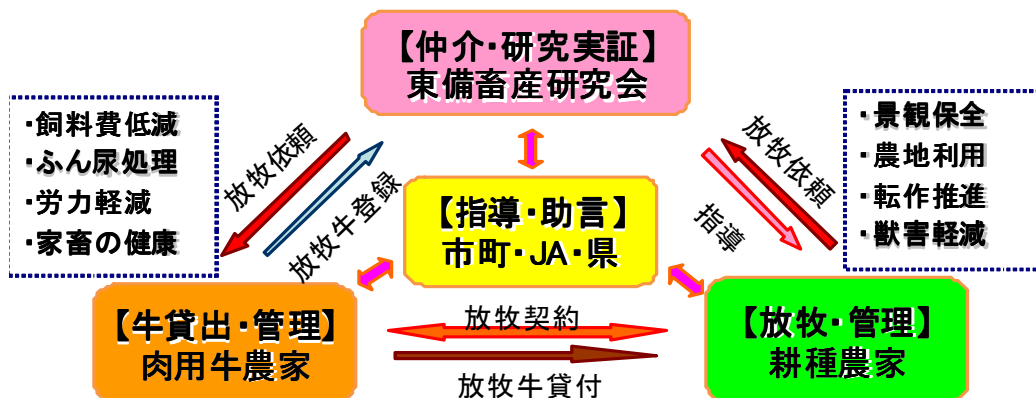 【仲介・研究実証】
東備畜産研究会
・飼料費低減
・ふん尿処理
・労力軽減
・家畜の健康
放牧依頼
放牧牛登録
【指導・助言】
市町・JA・県
放牧依頼
指導
・景観保全
・農地利用
・転作推進
・獣害軽減
【牛貸出・管理】
肉用牛農家
放牧契約
放牧牛貸付
【放牧・管理】
耕種農家